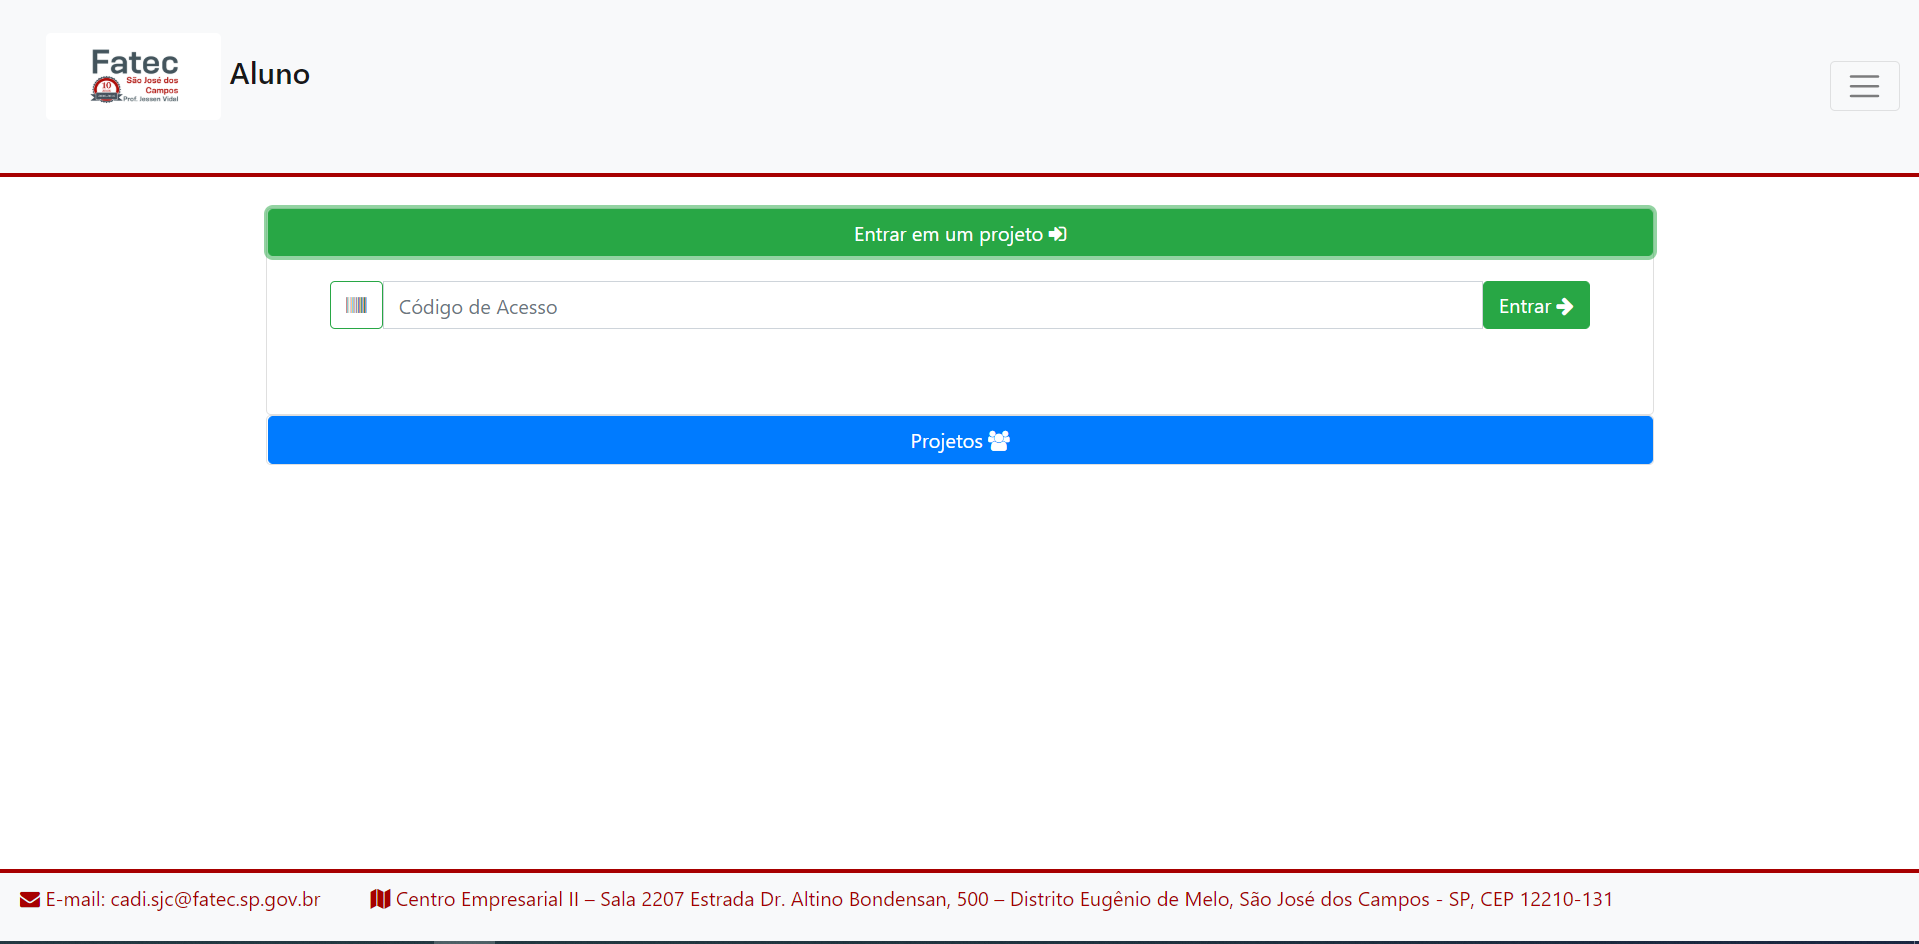 Fatec
São José dos
Campos
10
Prof. Jessen Vidal
Aluno
Entrar em um projeto
Código de Acesso
Entrar
Projetos
E-mail: cadi.sjc@fatec.sp.gov.br
Centro Empresarial II – Sala 2207 Estrada Dr. Altino Bondensan, 500 – Distrito Eugênio de Melo, São José dos Campos - SP, CEP 12210-131